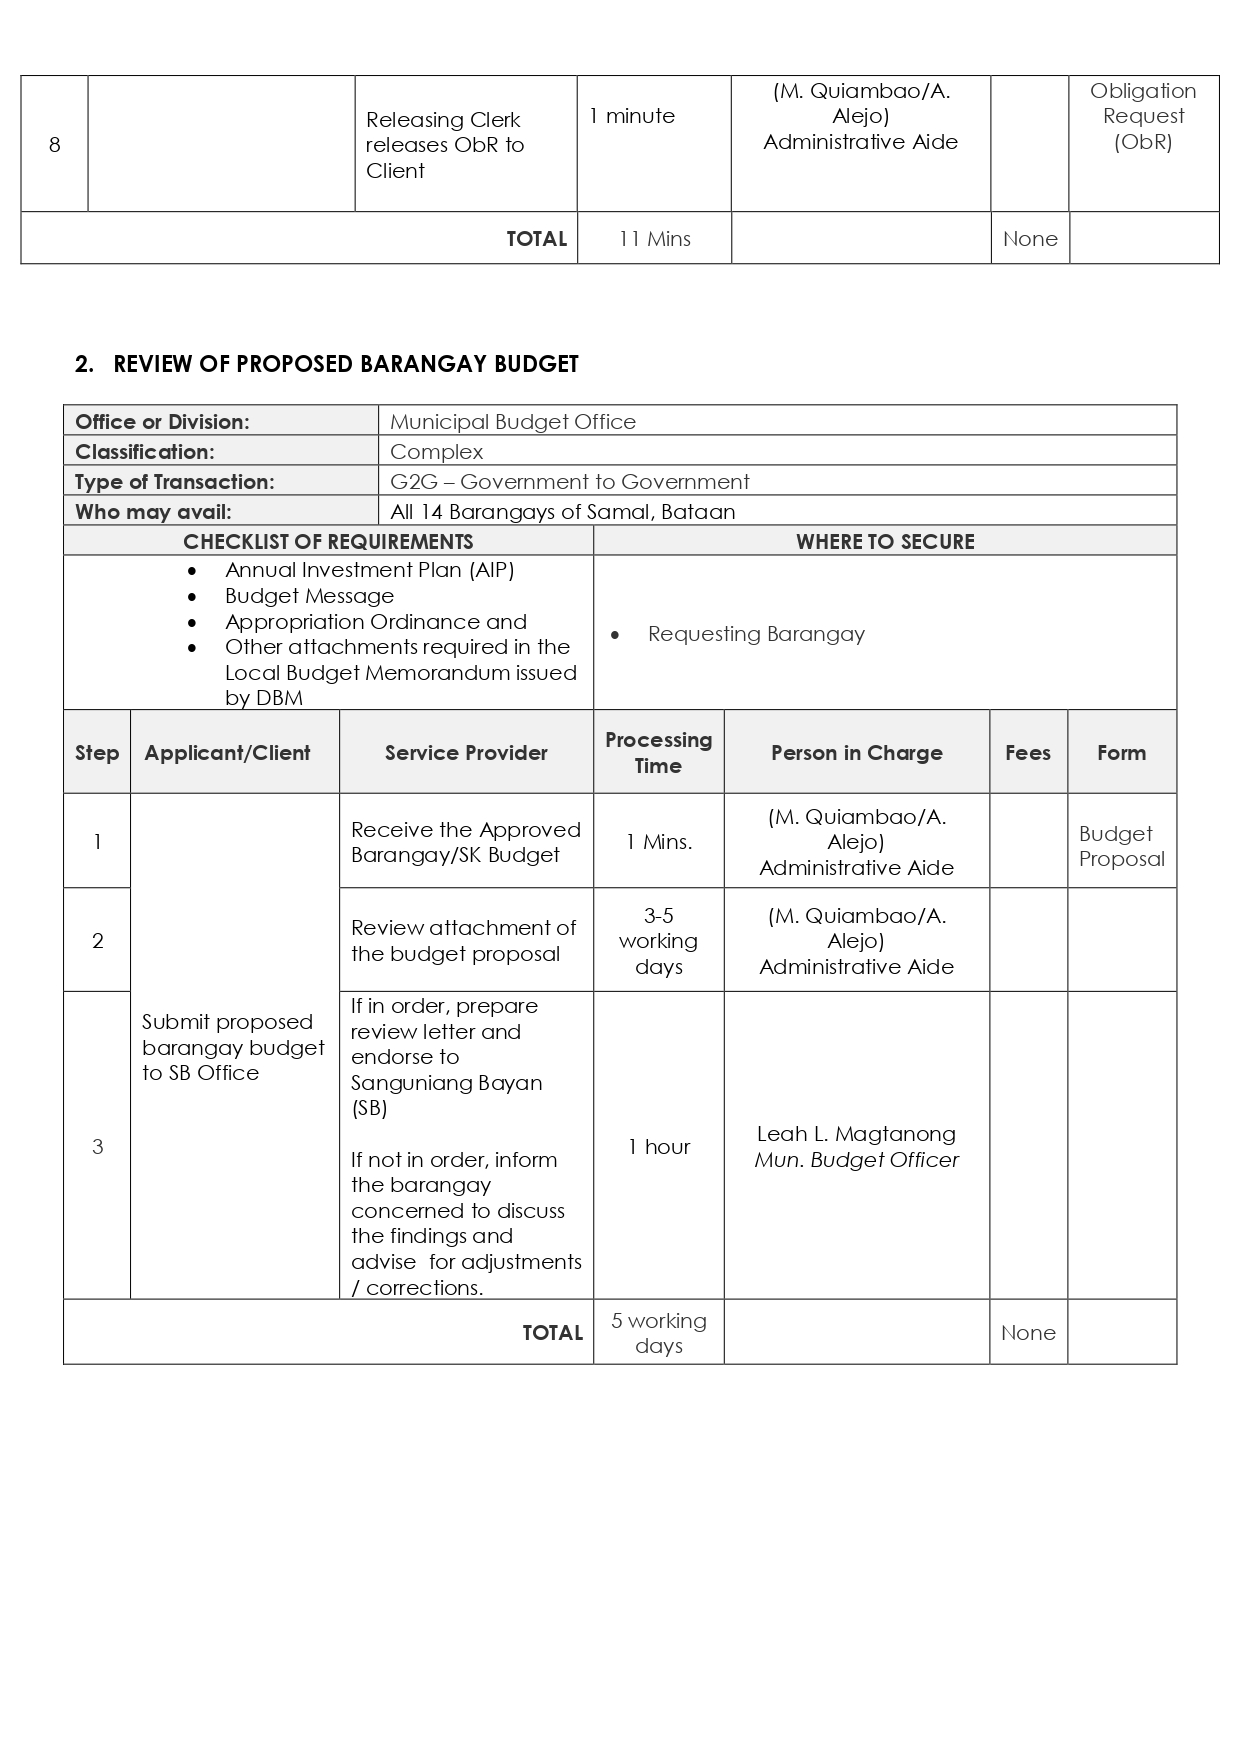 8
Releasing Clerk
releases ObR to
Client
1 minute
(M. Quiambao/A.
Alejo)
Administrative Aide
Obligation
Request
(ObR)
TOTAL
11 Mins
None
2. REVIEW OF PROPOSED BARANGAY BUDGET
Office or Division:
Municipal Budget Office
Classification:
Complex
Type of Transaction:
G2G – Government to Government
Who may avail:
All 14 Barangays of Samal, Bataan
CHECKLIST OF REQUIREMENTS
WHERE TO SECURE
• Annual Investment Plan (AIP)
• Budget Message
• Appropriation Ordinance and
• Other attachments required in the
Local Budget Memorandum issued
by DBM
• Requesting Barangay
Step
Applicant/Client
Service Provider
Processing
Time
Person in Charge
Fees
Form
1
Submit proposed
barangay budget
to SB Office
Receive the Approved
Barangay/SK Budget
1 Mins.
(M. Quiambao/A.
Alejo)
Administrative Aide
Budget
Proposal
2
Review attachment of
the budget proposal
3-5
working
days
(M. Quiambao/A.
Alejo)
Administrative Aide
3
If in order, prepare
review letter and
endorse to
Sanguniang Bayan
(SB)
If not in order, inform
the barangay
concerned to discuss
the findings and
advise  for adjustments
/ corrections.
1 hour
Leah L. Magtanong
Mun. Budget Officer
TOTAL
5 working
days
None